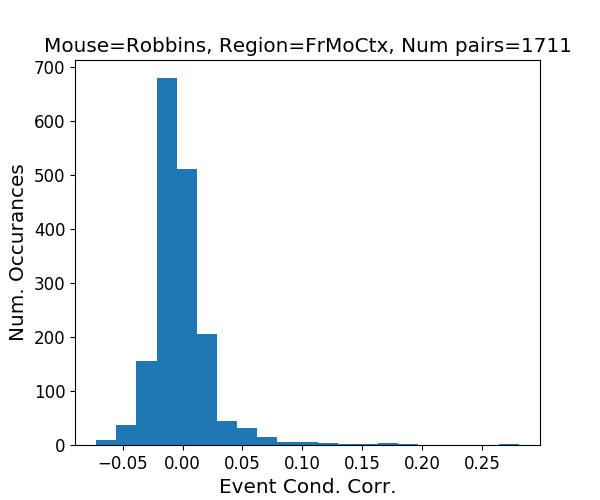 Mouse=Robbins, Region=FrMoCtx, Num pairs=1711
700
600
500
400
300
200
100
0
Num. Occurances
−0.05 0.00 0.05 0.10 0.15 0.20 0.25
Event Cond. Corr.